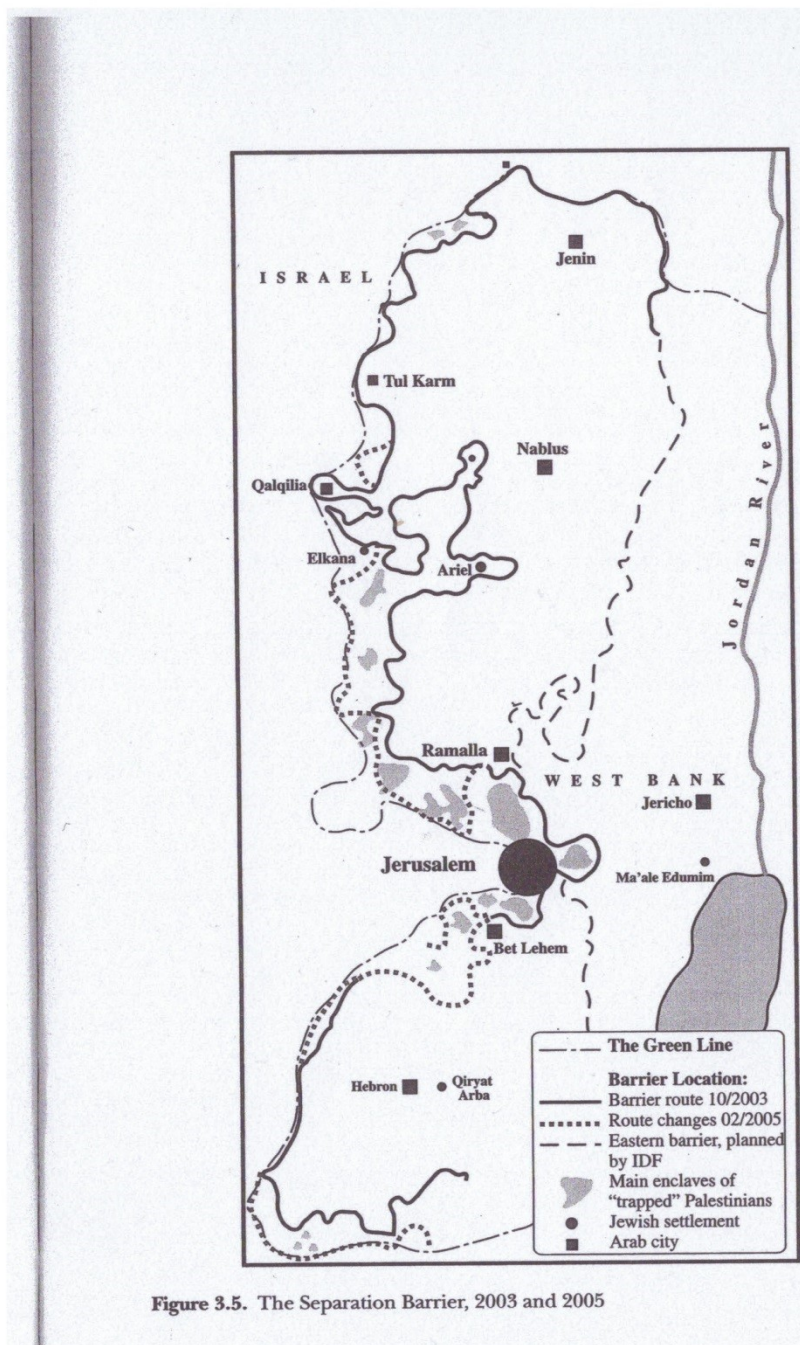 ISRAEL
Jenin
Tul Karm
Nablus
Qalqilia
Elkana
Ariel
Jordan River
Ramalla
WEST BANK
Jericho
Jerusalem
Ma'ale Edumim
Bet Lehem
Hebron
Qiryat
Arba
The Green Line
Barrier Location:
Barrier route 10/2003
Route changes 02/2005
Eastern barrier, planned
by IDF
Main enclaves of
"trapped" Palestinians
Jewish settlement
Arab city
Figure 3.5. The Separation Barrier, 2003 and 2005